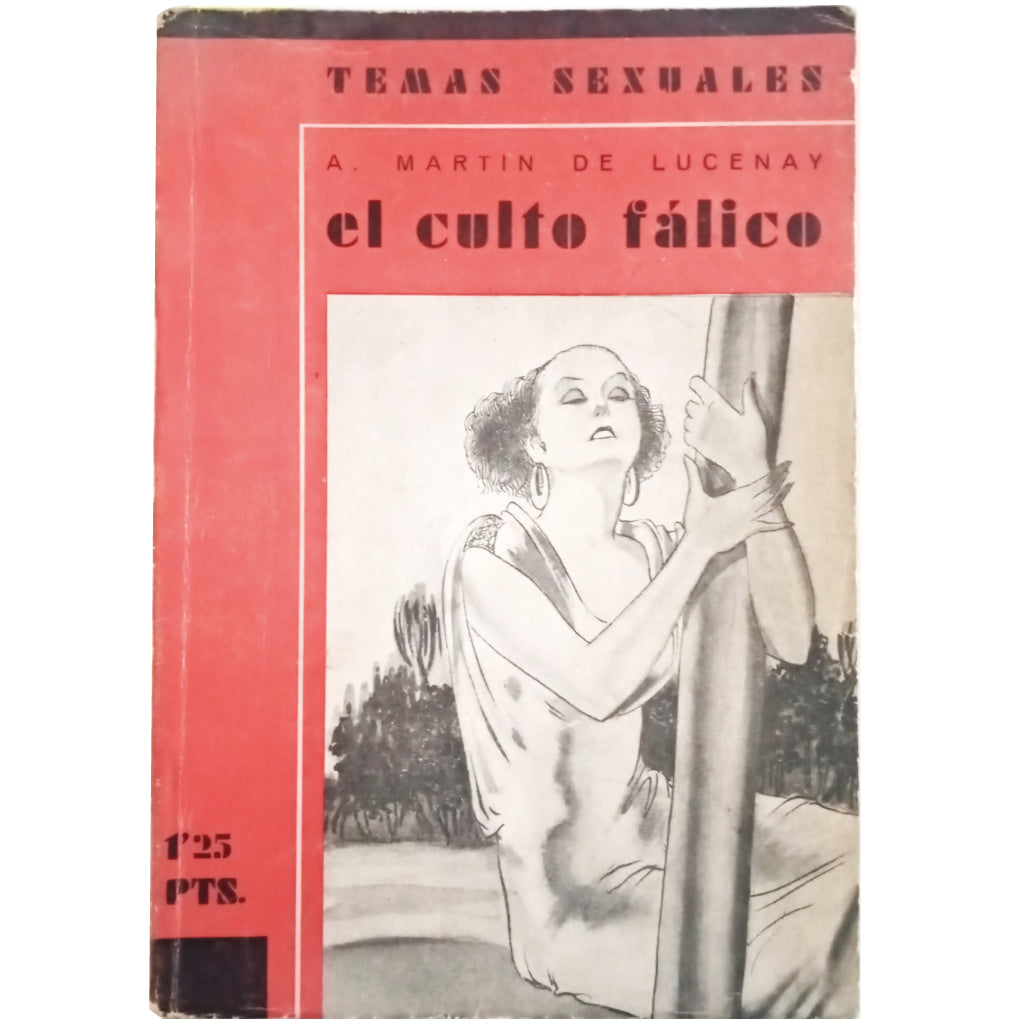 TEMAS SEXUALES
A. MARTIN DE LUCENAY
el culto fálico
1'25
PTS.